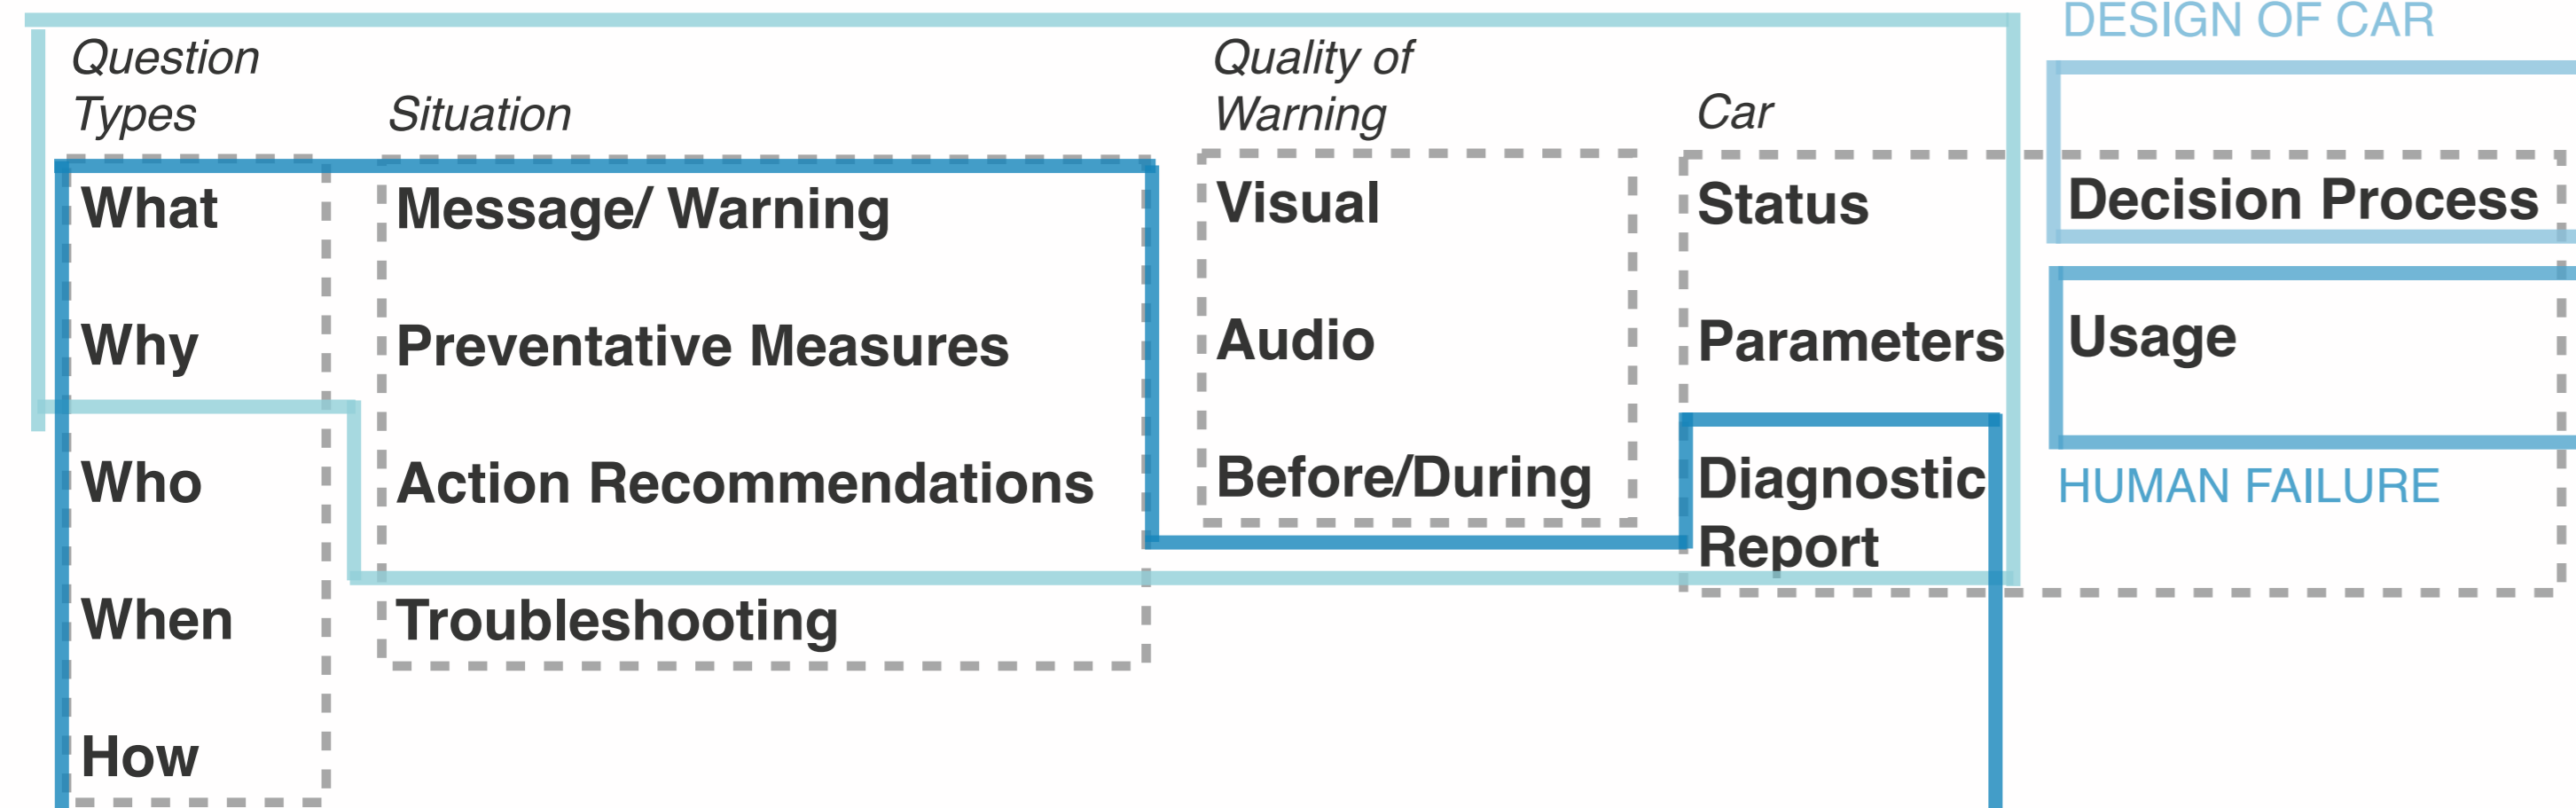 DESIGN OF CAR
Question
Types
Situation
Quality of
Warning
Car
What
Why
Who
When
How
Message/ Warning
Preventative Measures
Action Recommendations
Troubleshooting
Visual
Audio
Before/During
Status
Parameters
Diagnostic
Report
Decision Process
Usage
HUMAN FAILURE